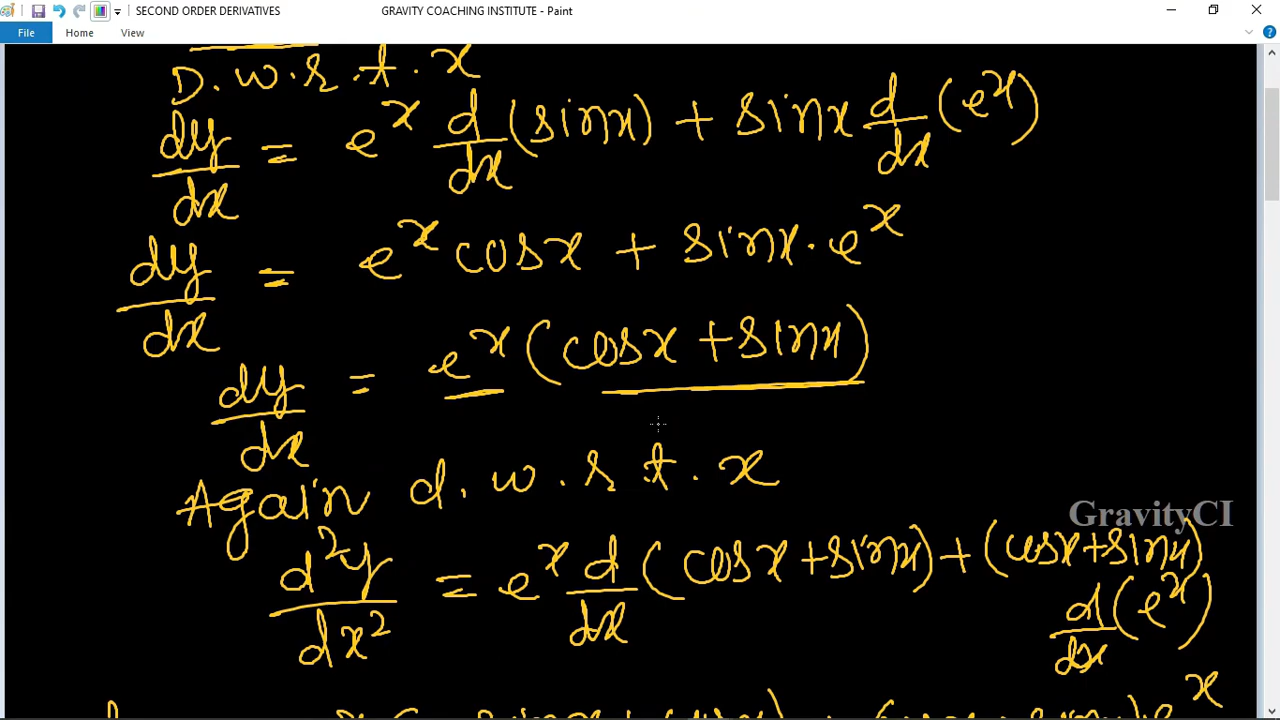 SECOND ORDER DERIVATIVES
GRAVITY COACHING INSTITUTE - Paint
File Home View
D.w.r.t.x
dy/dx = e^x d/dx (sinx) + sinx d/dx (e^x)
dy/dx = e^x cosx + sinx · e^x
dy/dx = e^x (cosx + sinx)
Again d.w.r.t.x
GravityCI
d²y/dx² = e^x d/dx (cosx + sinx) + (cosx + sinx)
d/dx (e^x)